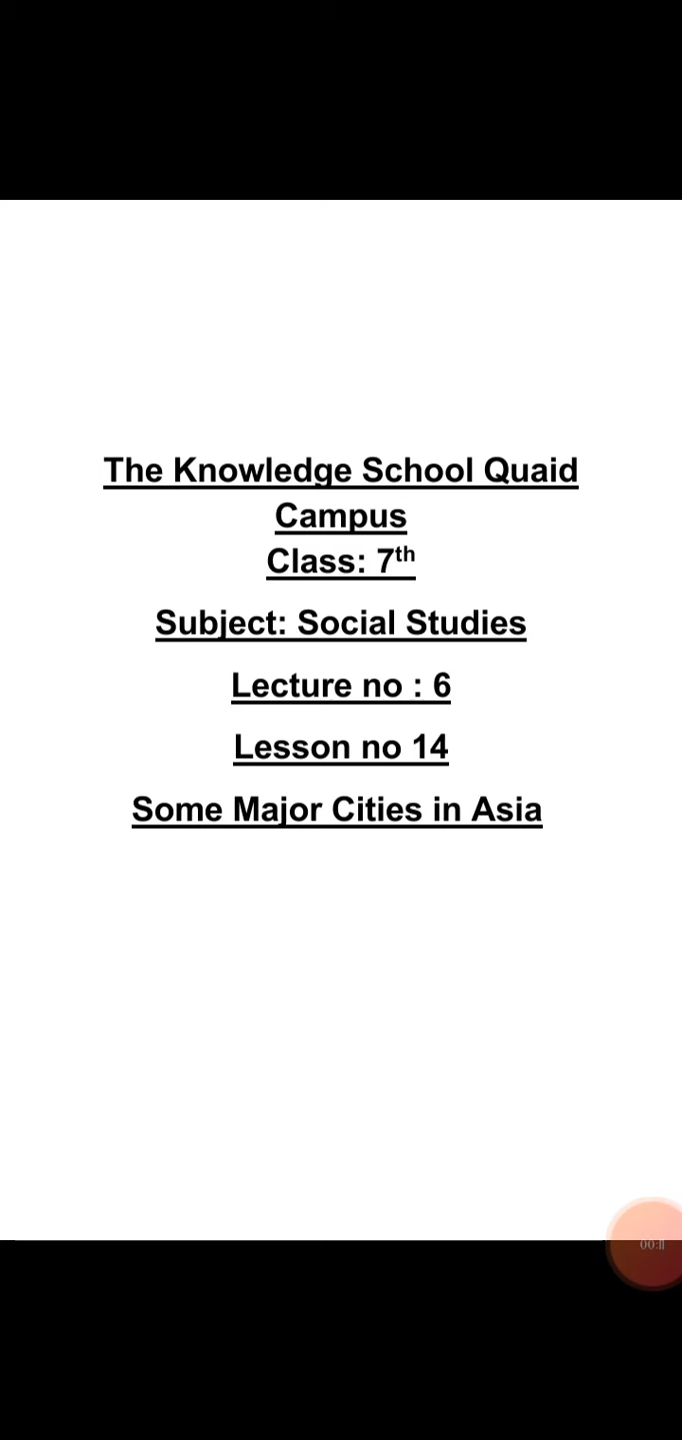 The Knowledge School Quaid
Campus
Class: 7th
Subject: Social Studies
Lecture no : 6
Lesson no 14
Some Major Cities in Asia